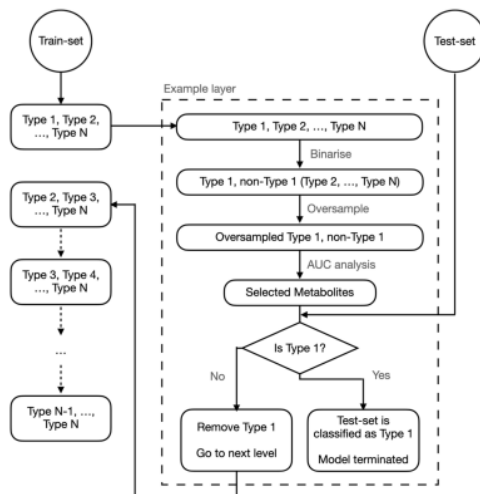 Train-set
Test-set
Example layer
Type 1, Type 2,
..., Type N
Type 1, Type 2, ..., Type N
Binarise
Type 2, Type 3,
..., Type N
Type 1, non-Type 1 (Type 2, ..., Type N)
Oversample
Oversampled Type 1, non-Type 1
AUC analysis
Type 3, Type 4,
..., Type N
Selected Metabolites
Is Type 1?
...
No
Yes
Type N-1, ...,
Type N
Remove Type 1
Go to next level
Test-set is
classified as Type 1
Model terminated